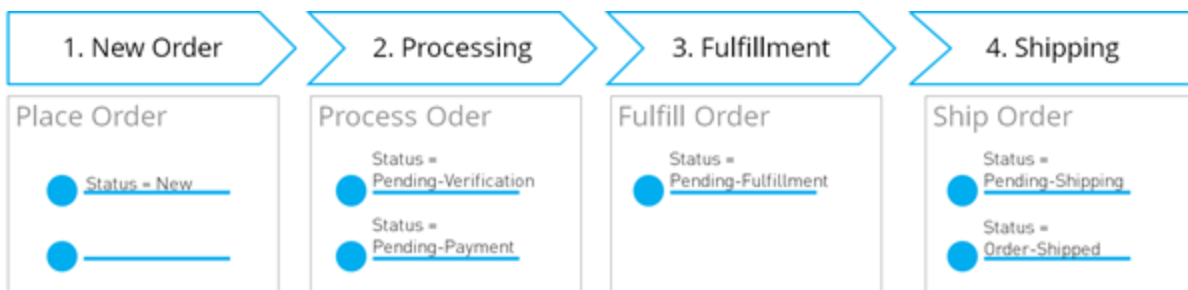 1. New Order
2. Processing
3. Fulfillment
4. Shipping
Place Order
Status = New
Process Oder
Status =
Pending-Verification
Status =
Pending-Payment
Fulfill Order
Status =
Pending-Fulfillment
Ship Order
Status =
Pending-Shipping
Status =
Order-Shipped